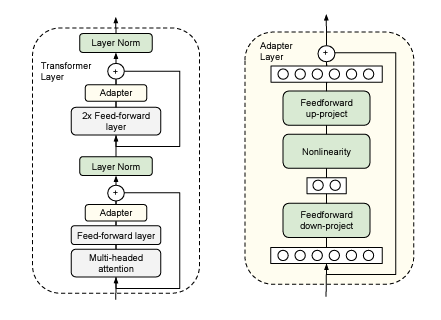 Layer Norm
Transformer
Layer
+
Adapter
2x Feed-forward
layer
Layer Norm
+
Adapter
Feed-forward layer
Multi-headed
attention
Adapter
Layer
+
Feedforward
up-project
Nonlinearity
Feedforward
down-project